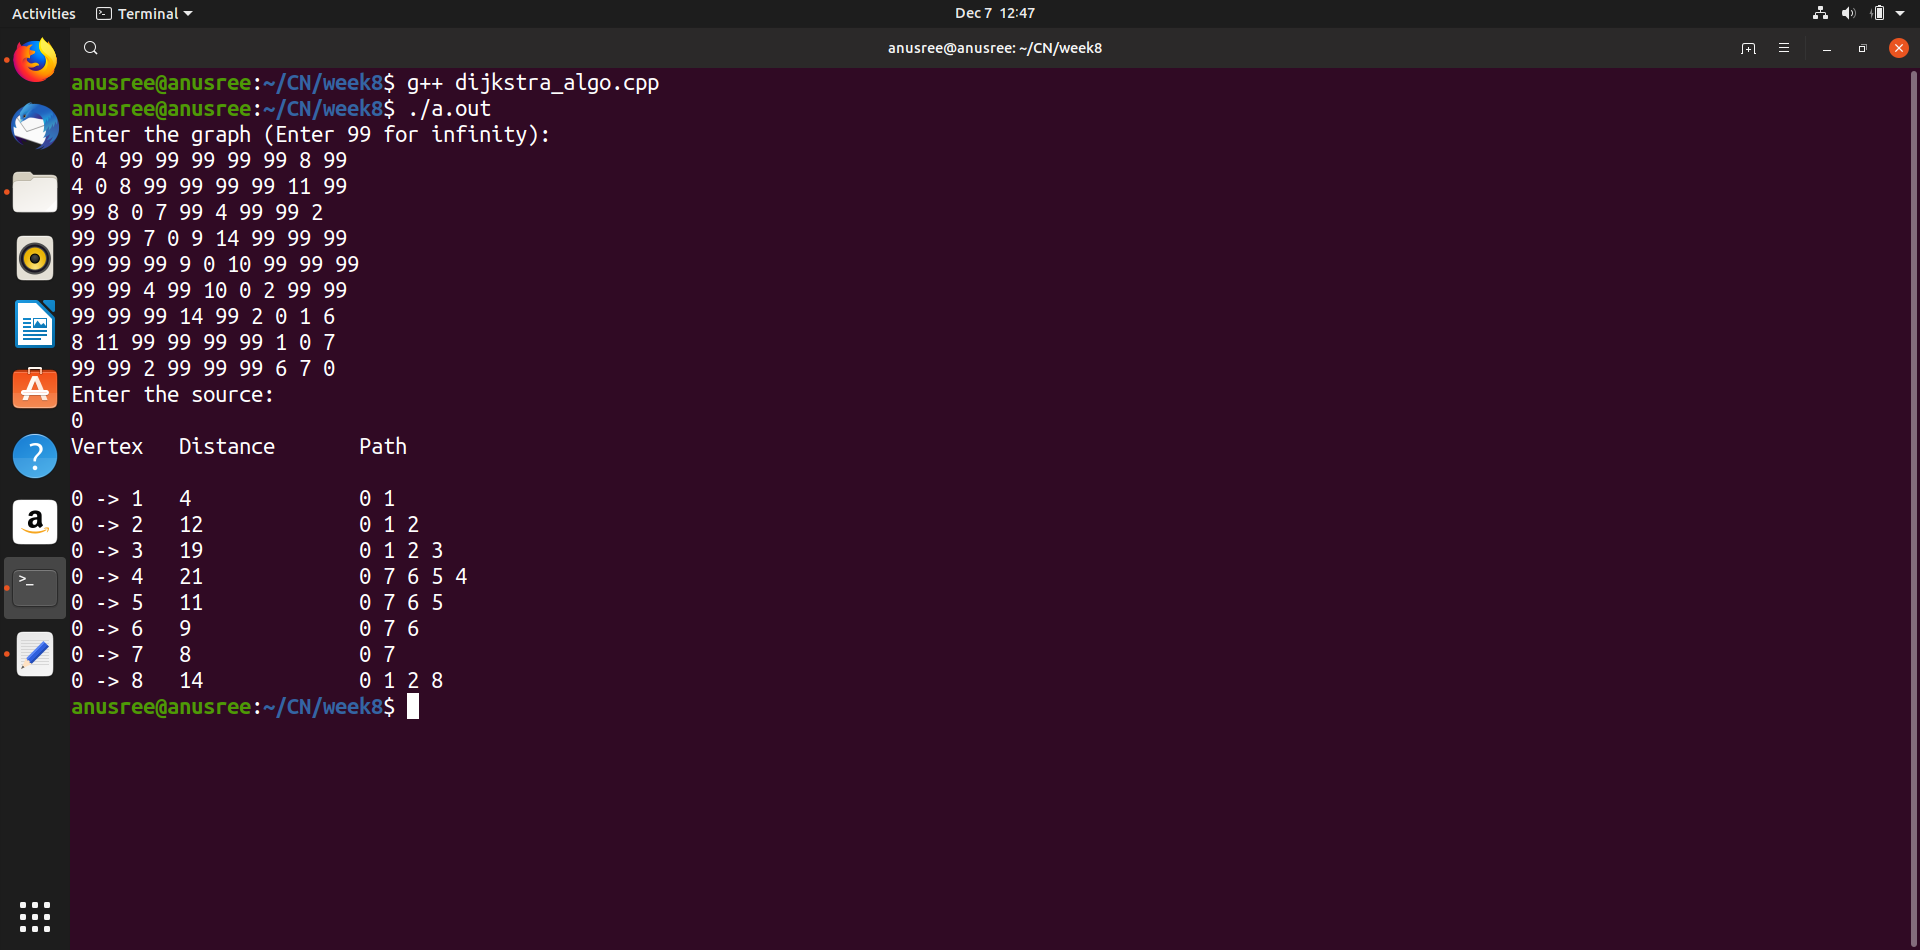 Activities Terminal Dec 7 12:47
anusree@anusree: ~/CN/week8
anusree@anusree:~/CN/week8$ g++ dijkstra_algo.cpp
anusree@anusree:~/CN/week8$ ./a.out
Enter the graph (Enter 99 for infinity):
0 4 99 99 99 99 99 8 99
4 0 8 99 99 99 99 11 99
99 8 0 7 99 4 99 99 2
99 99 7 0 9 14 99 99 99
99 99 99 9 0 10 99 99 99
99 99 4 99 10 0 2 99 99
99 99 99 14 99 2 0 1 6
8 11 99 99 99 99 1 0 7
99 99 2 99 99 99 6 7 0
Enter the source:
0
Vertex Distance Path
0 -> 1 4 0 1
0 -> 2 12 0 1 2
0 -> 3 19 0 1 2 3
0 -> 4 21 0 7 6 5 4
0 -> 5 11 0 7 6 5
0 -> 6 9 0 7 6
0 -> 7 8 0 7
0 -> 8 14 0 1 2 8
anusree@anusree:~/CN/week8$